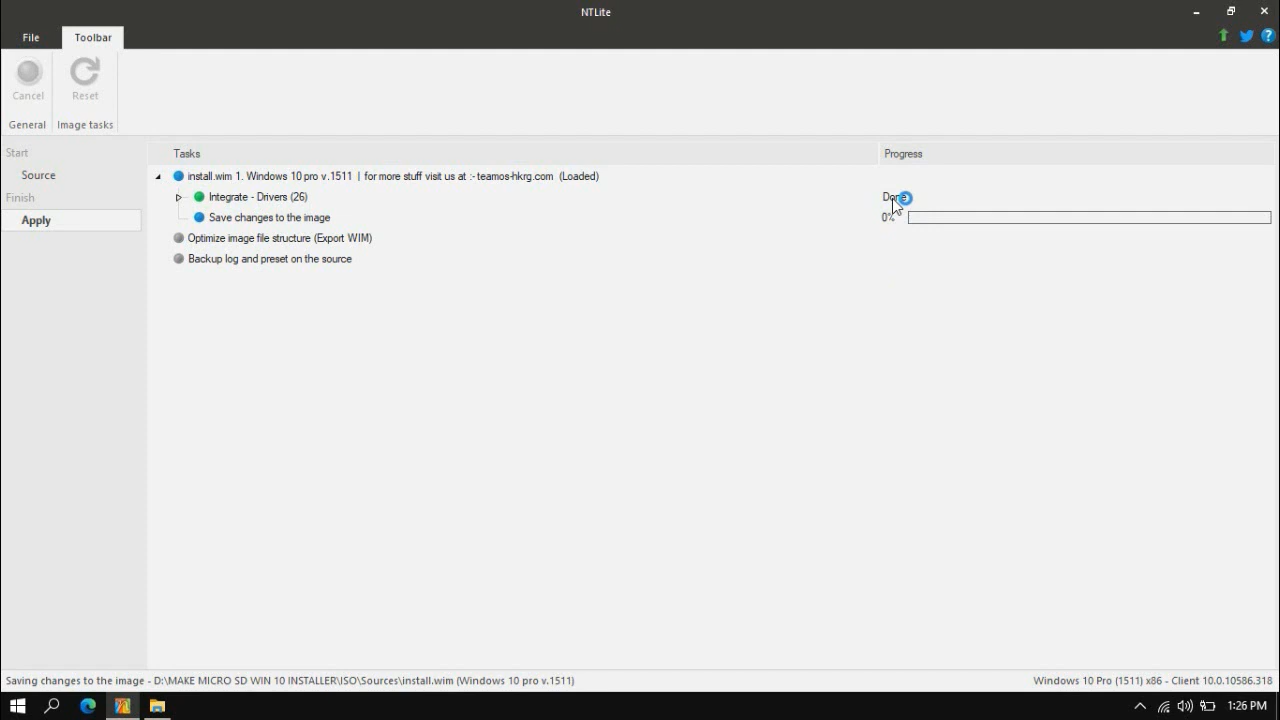 NTLite
File
Toolbar
Cancel
Reset
General
Image tasks
Start
Source
Finish
Apply
Tasks
Progress
install.wim 1. Windows 10 pro v.1511 | for more stuff visit us at :- teamos-hkrg.com (Loaded)
Integrate - Drivers (26)
Done
Save changes to the image
0%
Optimize image file structure (Export WIM)
Backup log and preset on the source
Saving changes to the image - D:\MAKE MICRO SD WIN 10 INSTALLER\ISO\Sources\install.wim (Windows 10 pro v.1511)
Windows 10 Pro (1511) x86 - Client 10.0.10586.318
1:26 PM